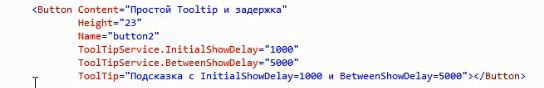 <Button Content="Простой Tooltip и задержка"
Height="23"
Name="button2"
ToolTipService.InitialShowDelay="1000"
ToolTipService.BetweenShowDelay="5000"
ToolTip="Подсказка с InitialShowDelay=1000 и BetweenShowDelay=5000"></Button>